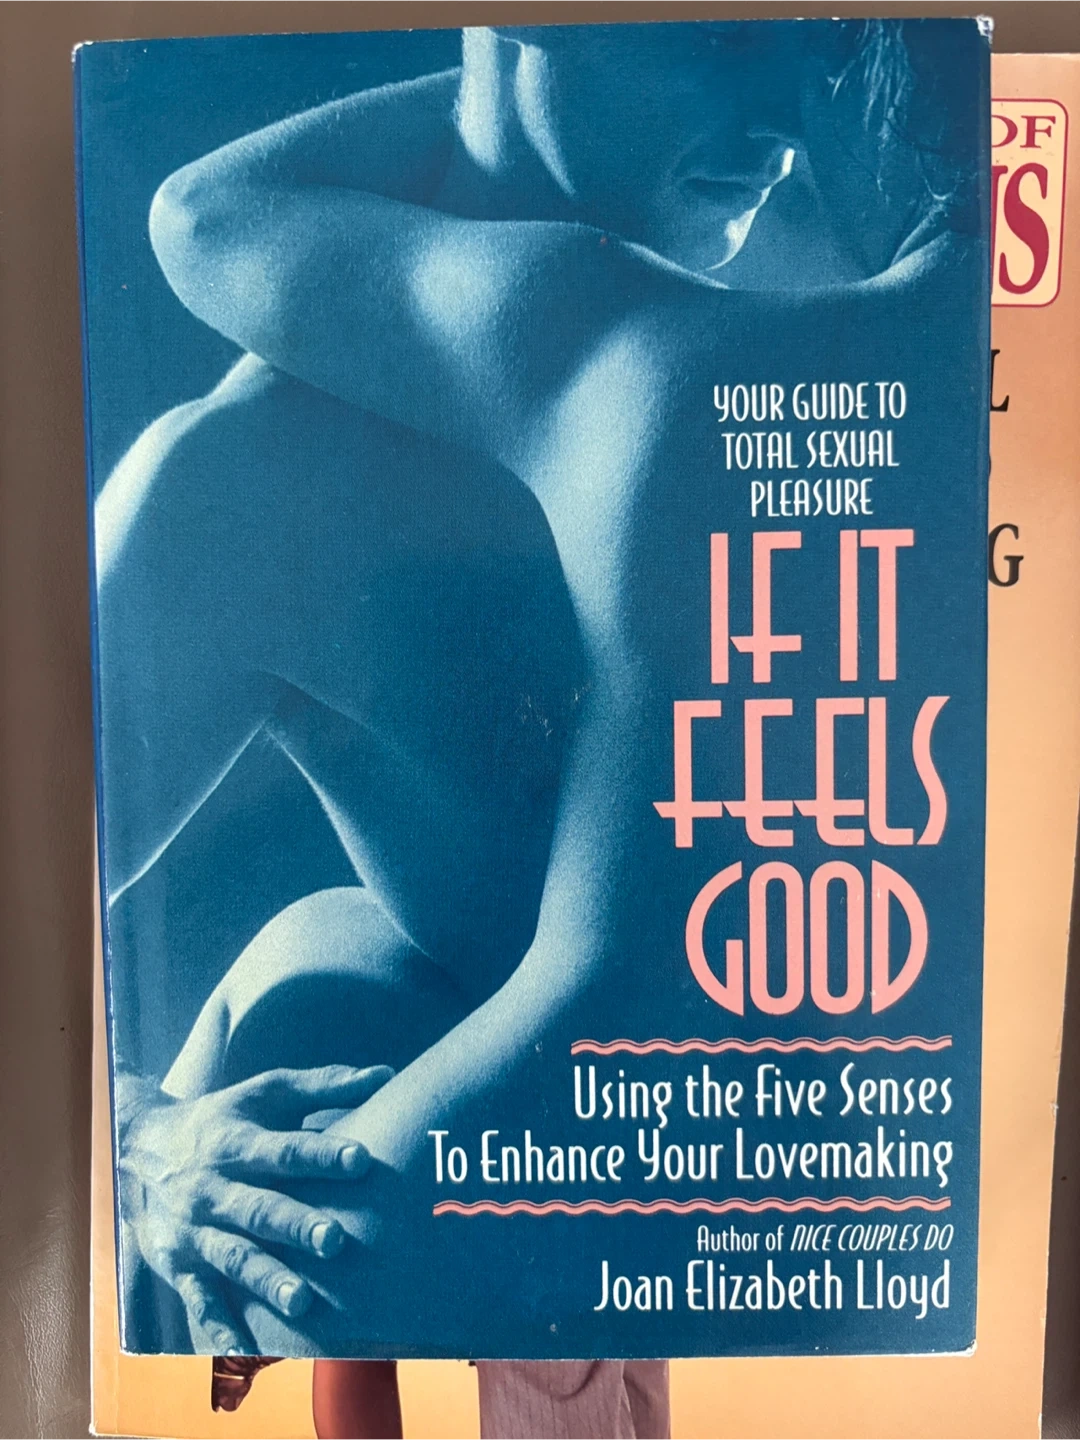 YOUR GUIDE TO
TOTAL SEXUAL
PLEASURE
IF IT
FEELS
GOOD
Using the Five Senses
To Enhance Your Lovemaking
Author of NICE COUPLES DO
Joan Elizabeth Lloyd
OF